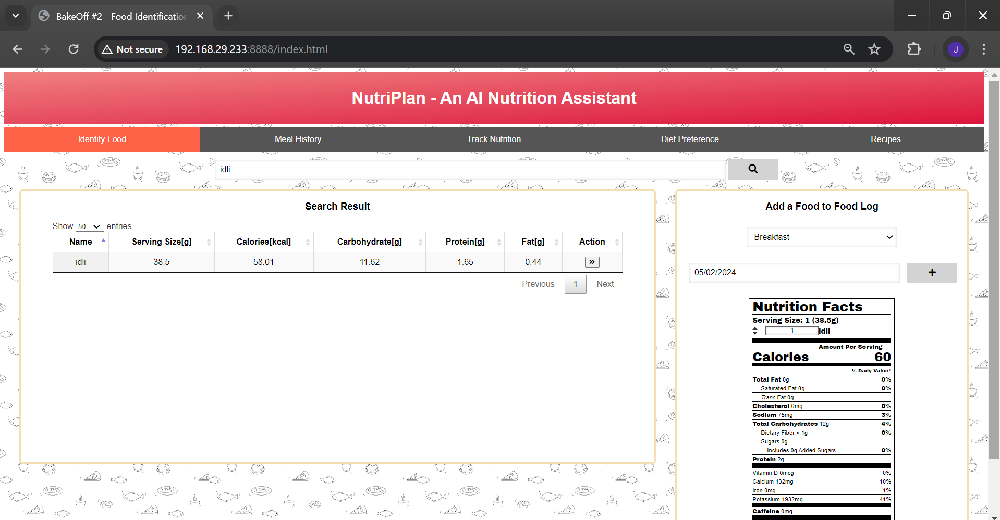 BakeOff #2 - Food Identification
Not secure 192.168.29.233:8888/index.html
J
NutriPlan - An AI Nutrition Assistant
Identify Food Meal History Track Nutrition Diet Preference Recipes
idli
Search Result
Show 50 entries
Name Serving Size[g] Calories[kcal] Carbohydrate[g] Protein[g] Fat[g] Action
idli 38.5 58.01 11.62 1.65 0.44 »
Previous 1 Next
Add a Food to Food Log
Breakfast
05/02/2024 +
Nutrition Facts
Serving Size: 1 (38.5g)
1 idli
Amount Per Serving
Calories 60
% Daily Value*
Total Fat 0g 0%
Saturated Fat 0g 0%
Trans Fat 0g
Cholesterol 0mg 0%
Sodium 75mg 3%
Total Carbohydrates 12g 4%
Dietary Fiber < 1g 0%
Sugars 0g
Includes 0g Added Sugars 0%
Protein 2g
Vitamin D 0mcg 0%
Calcium 132mg 10%
Iron 0mg 1%
Potassium 1932mg 41%
Caffeine 0mg